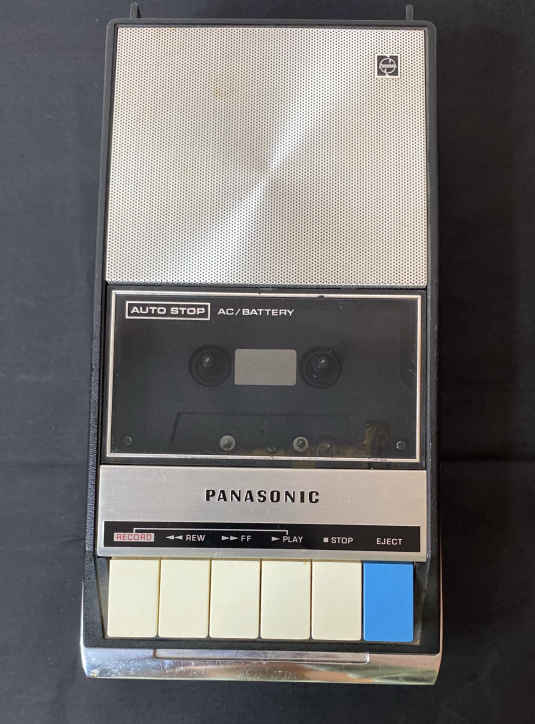 AUTO STOP AC/BATTERY
PANASONIC
RECORD ◄◄ REW ►► FF ► PLAY ■ STOP EJECT